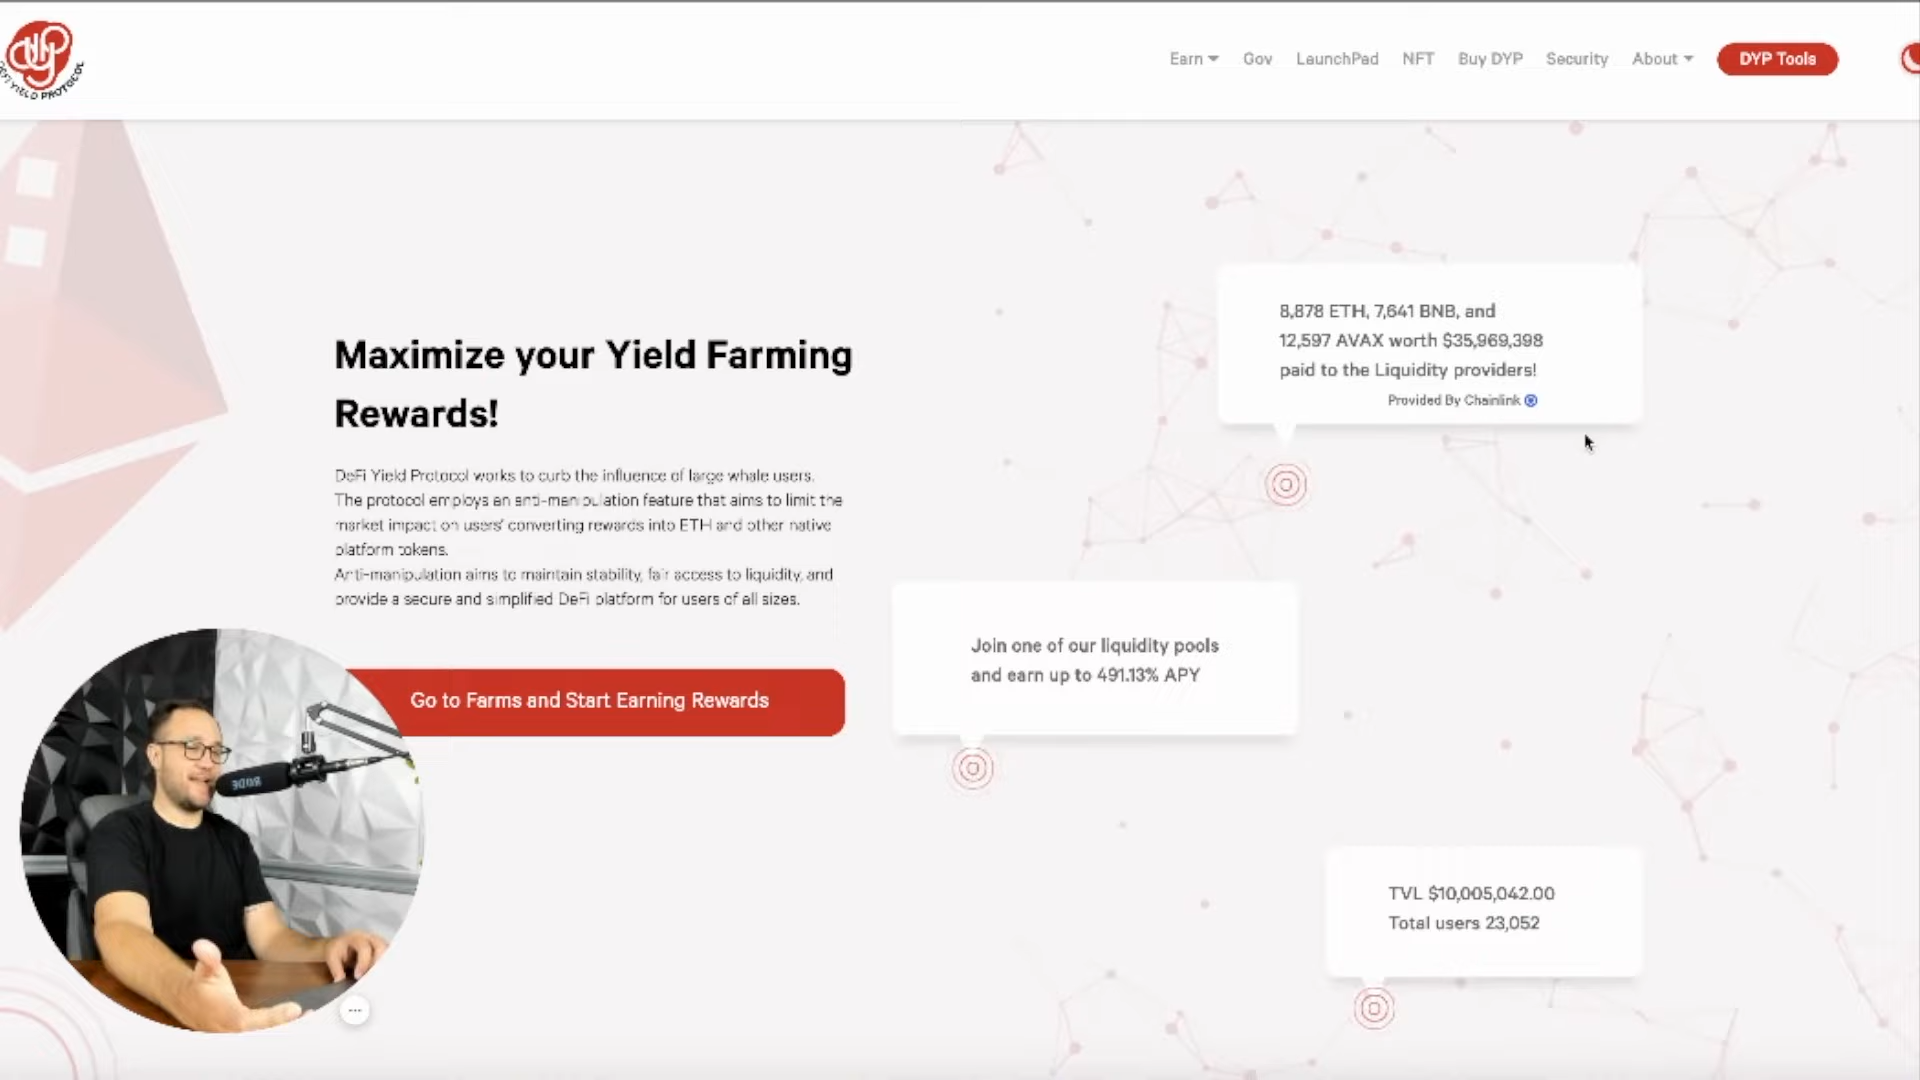 DYP
DEFI YIELD PROTOCOL
Earn
Gov
LaunchPad
NFT
Buy DYP
Security
About
DYP Tools
Maximize your Yield Farming
Rewards!
DeFi Yield Protocol works to curb the influence of large whale users.
The protocol employs an anti-manipulation feature that aims to limit the
market impact on users' converting rewards into ETH and other native
platform tokens.
Anti-manipulation aims to maintain stability, fair access to liquidity, and
provide a secure and simplified DeFi platform for users of all sizes.
Go to Farms and Start Earning Rewards
8,878 ETH, 7,641 BNB, and
12,597 AVAX worth $35,969,398
paid to the Liquidity providers!
Provided By Chainlink
Join one of our liquidity pools
and earn up to 491.13% APY
TVL $10,005,042.00
Total users 23,052
RODE